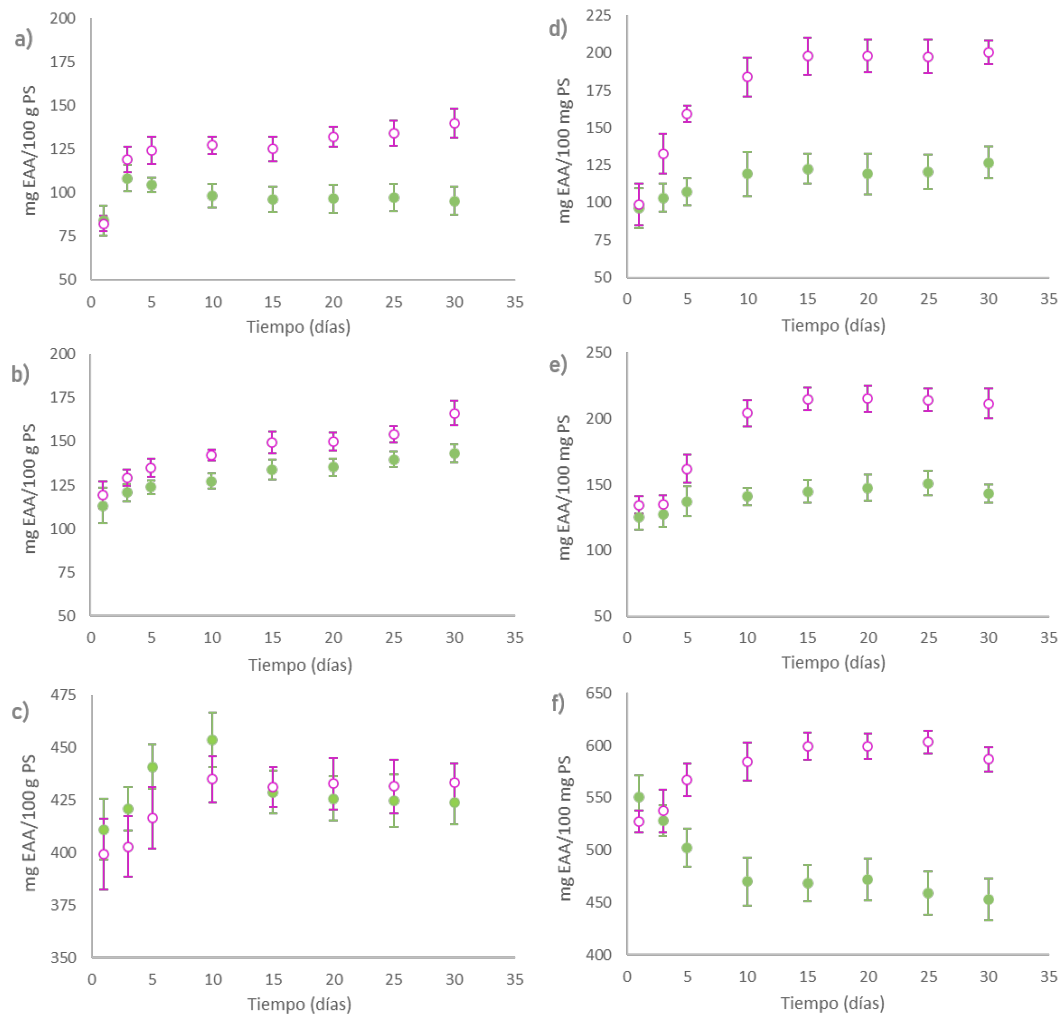 a)
mg EAA/100 g PS
200
175
150
125
100
75
50
0 5 10 15 20 25 30 35
Tiempo (días)
d)
mg EAA/100 mg PS
225
200
175
150
125
100
75
50
0 5 10 15 20 25 30 35
Tiempo (días)
b)
mg EAA/100 g PS
200
175
150
125
100
75
50
0 5 10 15 20 25 30 35
Tiempo (días)
e)
mg EAA/100 mg PS
250
200
150
100
50
0 5 10 15 20 25 30 35
Tiempo (días)
c)
mg EAA/100 g PS
475
450
425
400
375
350
0 5 10 15 20 25 30 35
Tiempo (días)
f)
mg EAA/100 mg PS
650
600
550
500
450
400
0 5 10 15 20 25 30 35
Tiempo (días)